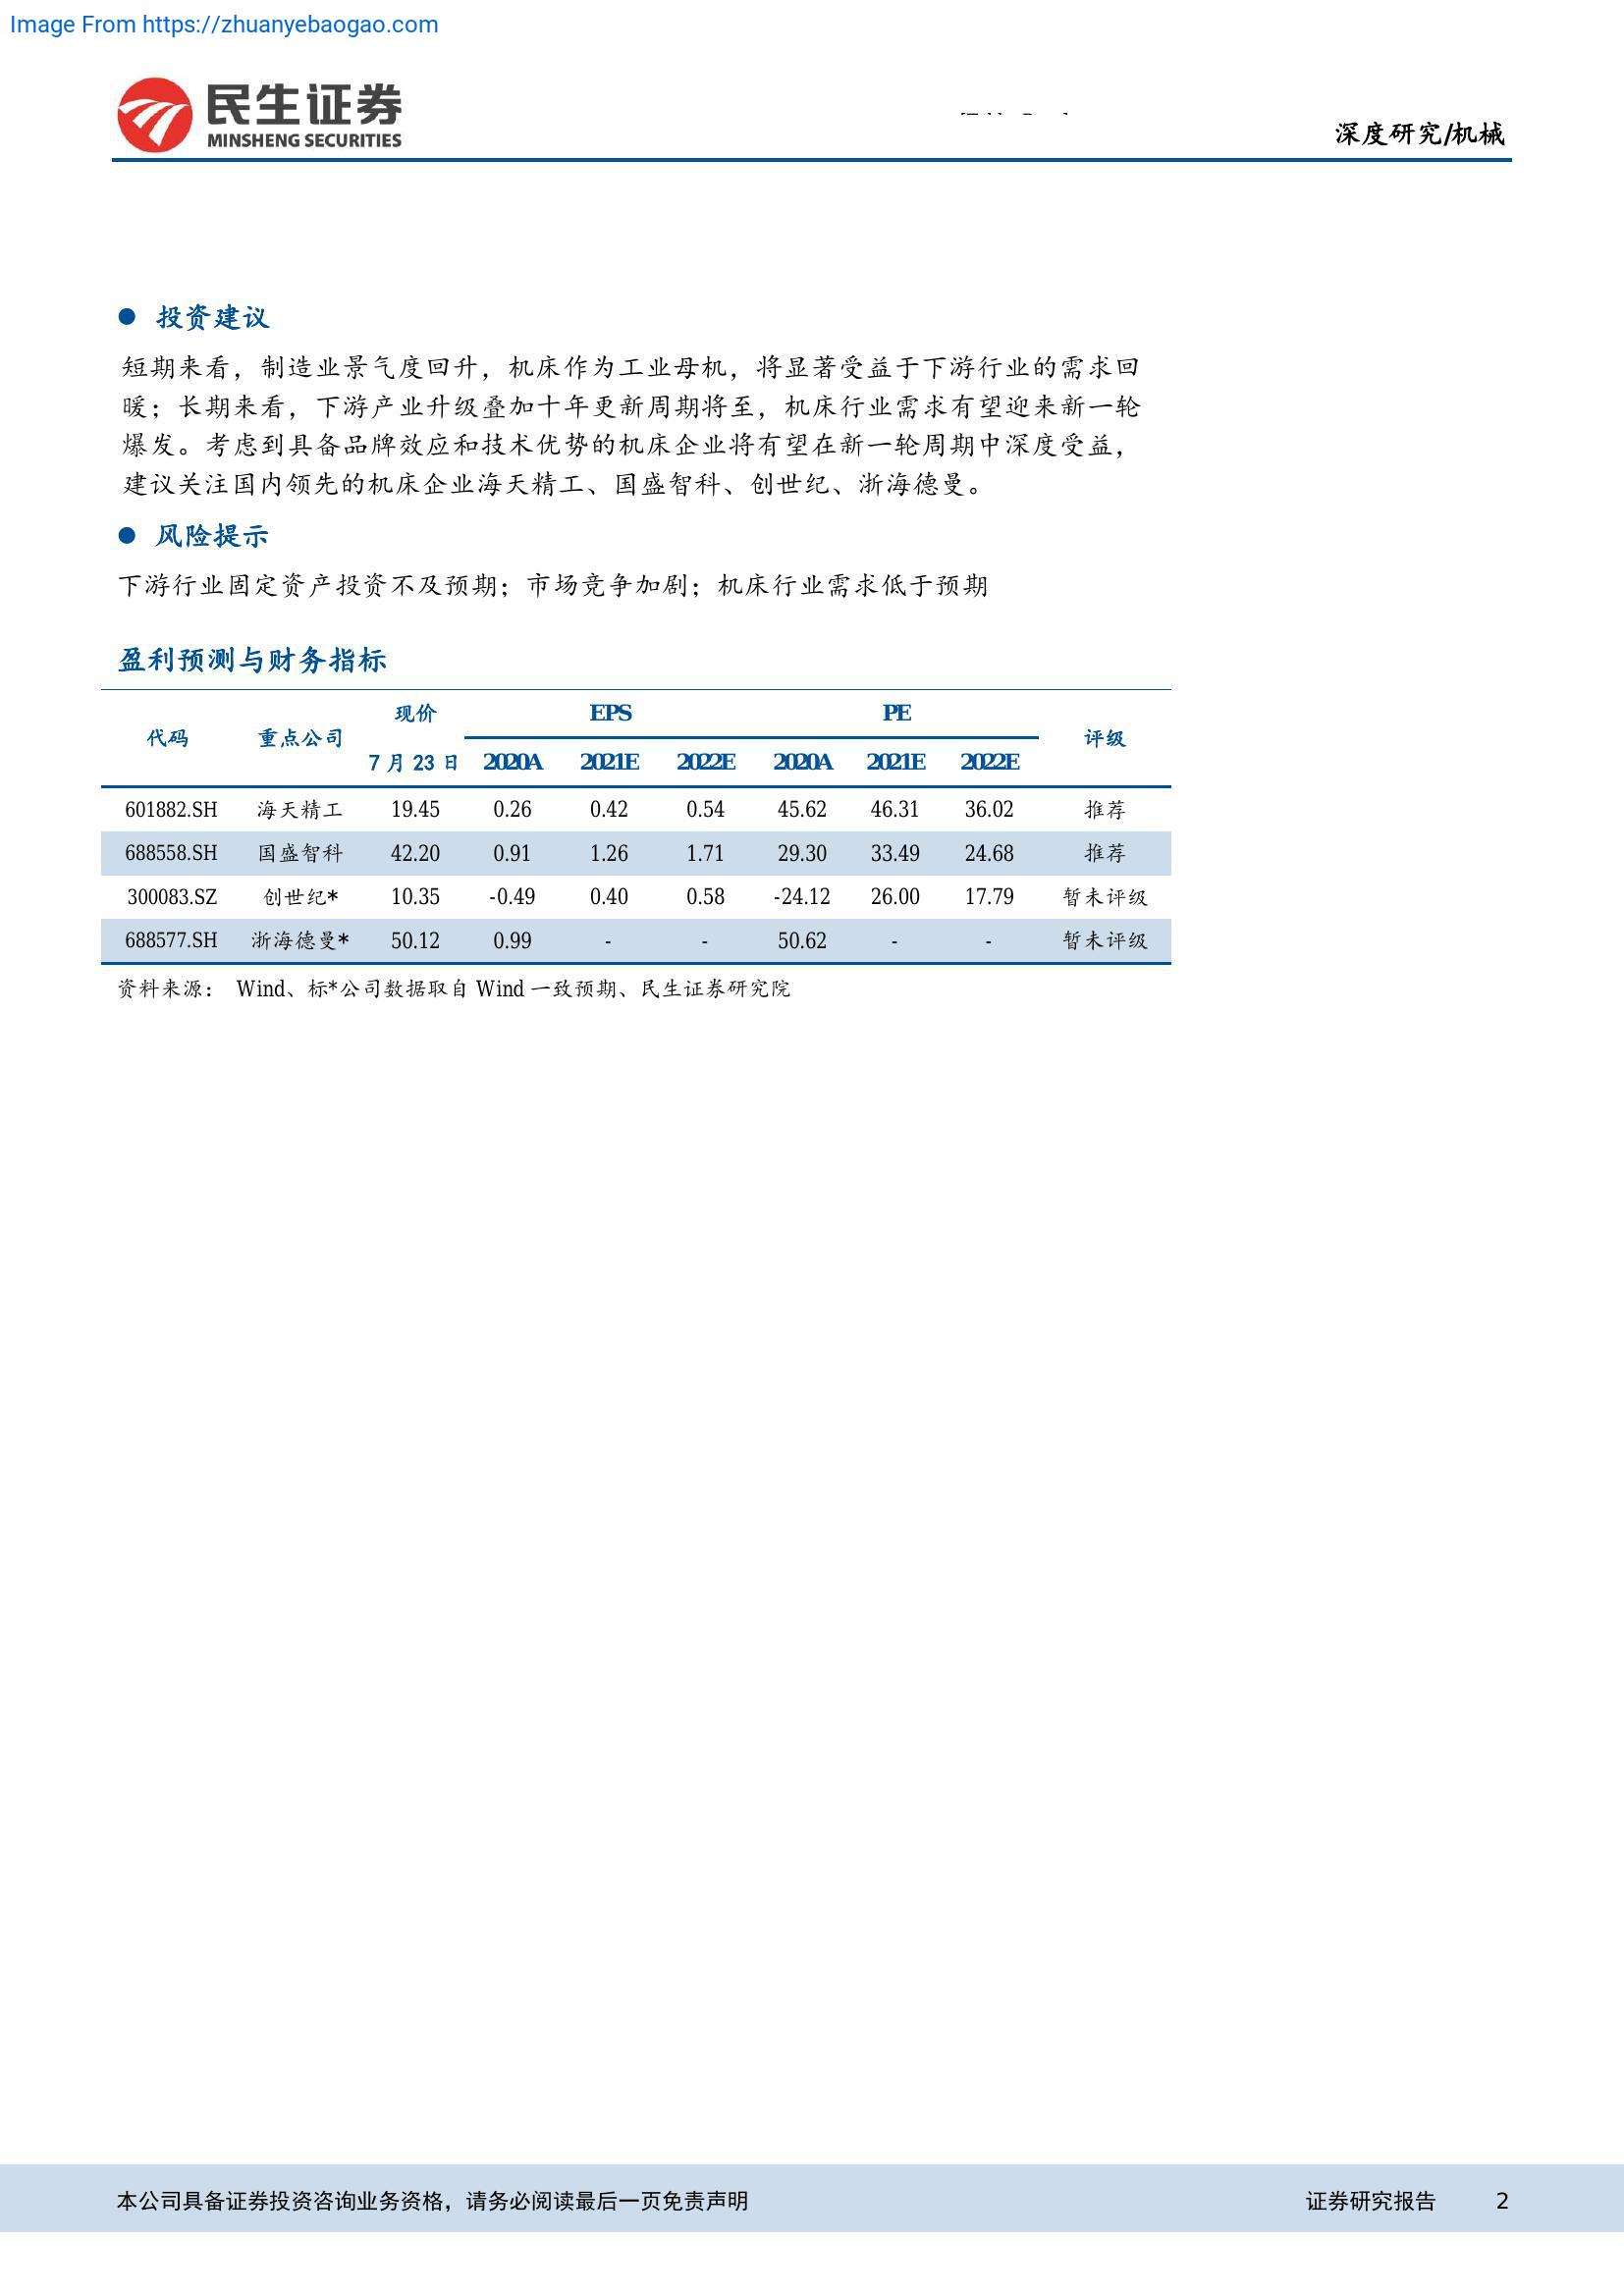 Image From https://zhuanyebaogao.com
民生证券
MINSHENG SECURITIES
深度研究/机械
● 投资建议
短期来看，制造业景气度回升，机床作为工业母机，将显著受益于下游行业的需求回
暖；长期来看，下游产业升级叠加十年更新周期将至，机床行业需求有望迎来新一轮
爆发。考虑到具备品牌效应和技术优势的机床企业将有望在新一轮周期中深度受益，
建议关注国内领先的机床企业海天精工、国盛智科、创世纪、浙海德曼。
● 风险提示
下游行业固定资产投资不及预期；市场竞争加剧；机床行业需求低于预期
盈利预测与财务指标
代码 重点公司 现价 EPS PE 评级
7 月 23 日 2020A 2021E 2022E 2020A 2021E 2022E
601882.SH 海天精工 19.45 0.26 0.42 0.54 45.62 46.31 36.02 推荐
688558.SH 国盛智科 42.20 0.91 1.26 1.71 29.30 33.49 24.68 推荐
300083.SZ 创世纪* 10.35 -0.49 0.40 0.58 -24.12 26.00 17.79 暂未评级
688577.SH 浙海德曼* 50.12 0.99 - - 50.62 - - 暂未评级
资料来源： Wind、标*公司数据取自 Wind 一致预期、民生证券研究院
本公司具备证券投资咨询业务资格，请务必阅读最后一页免责声明 证券研究报告 2